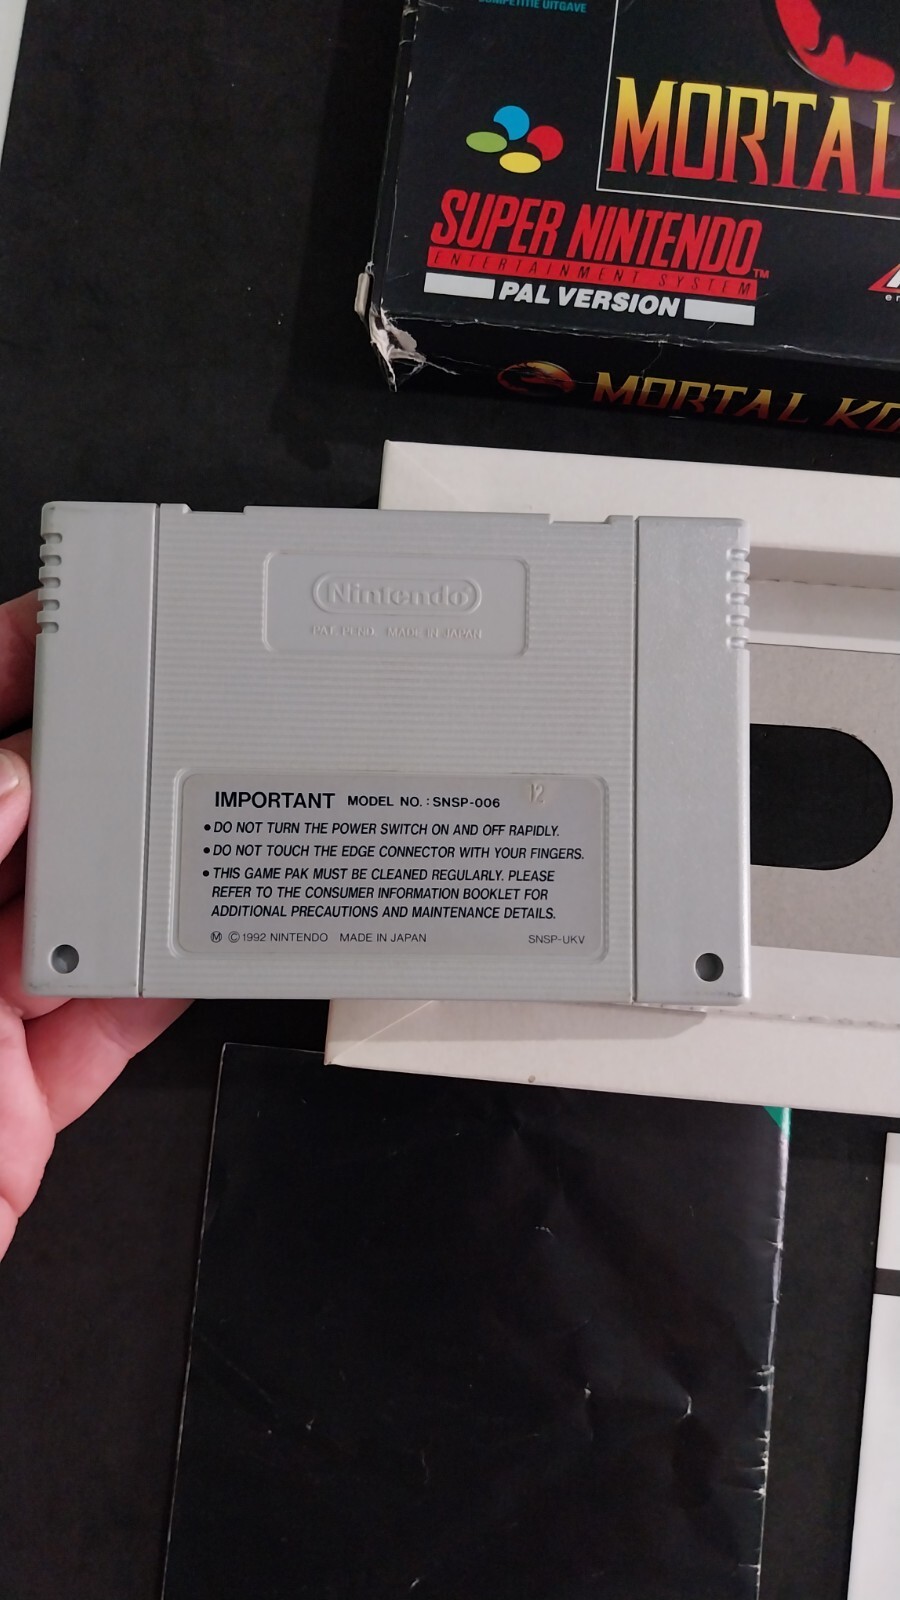 COMPETITIE UITGAVE
MORTAL
SUPER NINTENDO
ENTERTAINMENT SYSTEM TM
PAL VERSION
MORTAL KO
Nintendo
PAT. PEND. MADE IN JAPAN
IMPORTANT MODEL NO. : SNSP-006 12
• DO NOT TURN THE POWER SWITCH ON AND OFF RAPIDLY.
• DO NOT TOUCH THE EDGE CONNECTOR WITH YOUR FINGERS.
• THIS GAME PAK MUST BE CLEANED REGULARLY. PLEASE
REFER TO THE CONSUMER INFORMATION BOOKLET FOR
ADDITIONAL PRECAUTIONS AND MAINTENANCE DETAILS.
Ⓜ © 1992 NINTENDO MADE IN JAPAN SNSP-UKV